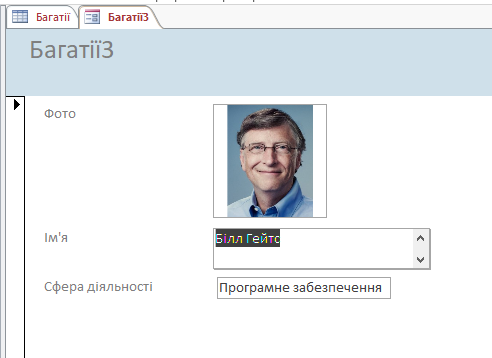 Багатії
Багатії3
Багатії3
Фото
Ім'я
Білл Гейтс
Сфера діяльності
Програмне забезпечення